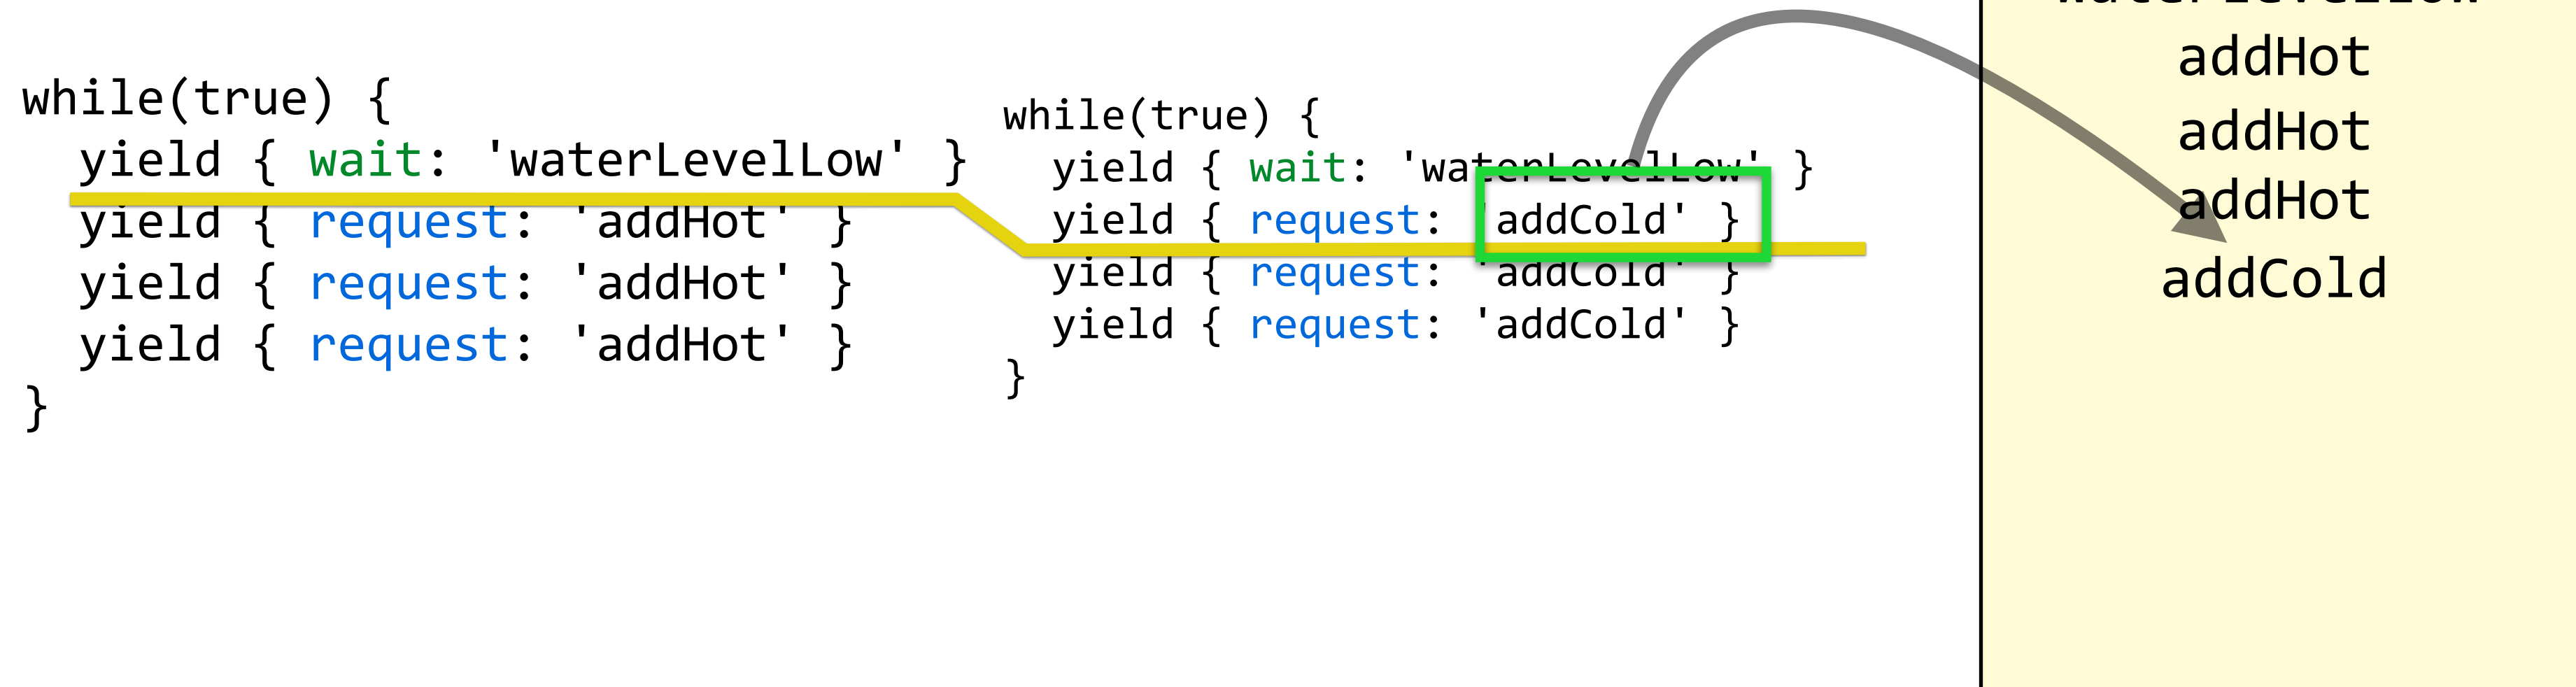 while(true) {
  yield { wait: 'waterLevelLow' }
  yield { request: 'addHot' }
  yield { request: 'addHot' }
  yield { request: 'addHot' }
}
while(true) {
  yield { wait: 'waterLevelLow' }
  yield { request: 'addCold' }
  yield { request: 'addCold' }
  yield { request: 'addCold' }
}
addHot
addHot
addHot
addCold